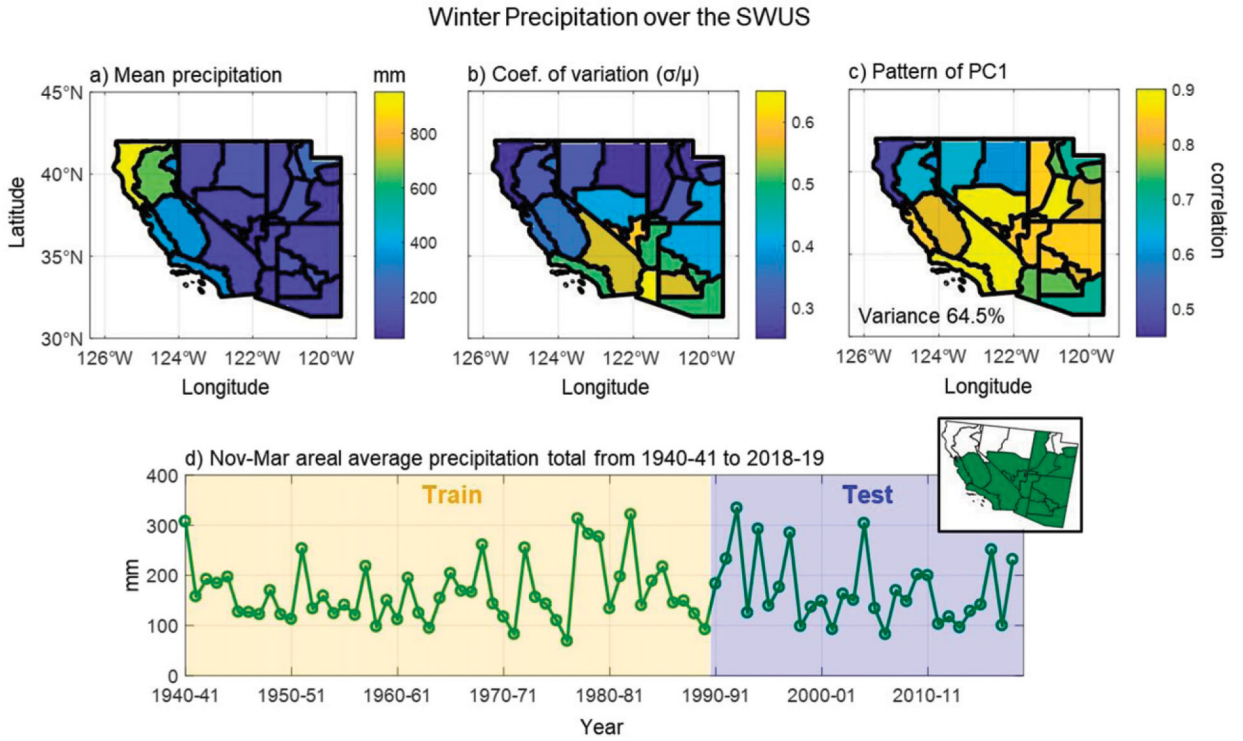 Winter Precipitation over the SWUS
a) Mean precipitation
mm
45°N
40°N
35°N
30°N
Latitude
126°W 124°W 122°W 120°W
Longitude
800
600
400
200
b) Coef. of variation (σ/μ)
126°W 124°W 122°W 120°W
Longitude
0.6
0.5
0.4
0.3
c) Pattern of PC1
Variance 64.5%
126°W 124°W 122°W 120°W
Longitude
0.9
0.8
0.7
0.6
0.5
correlation
d) Nov-Mar areal average precipitation total from 1940-41 to 2018-19
Train
Test
400
300
200
100
0
mm
1940-41 1950-51 1960-61 1970-71 1980-81 1990-91 2000-01 2010-11
Year